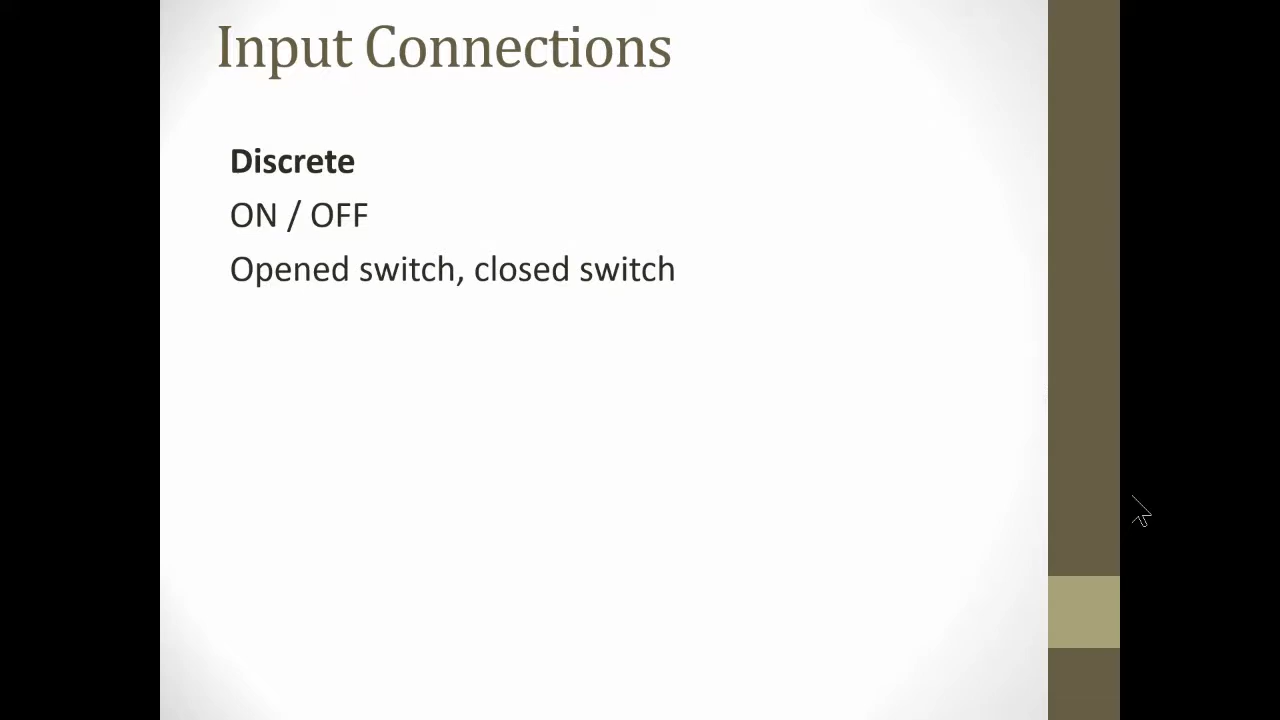 Input Connections
Discrete
ON / OFF
Opened switch, closed switch